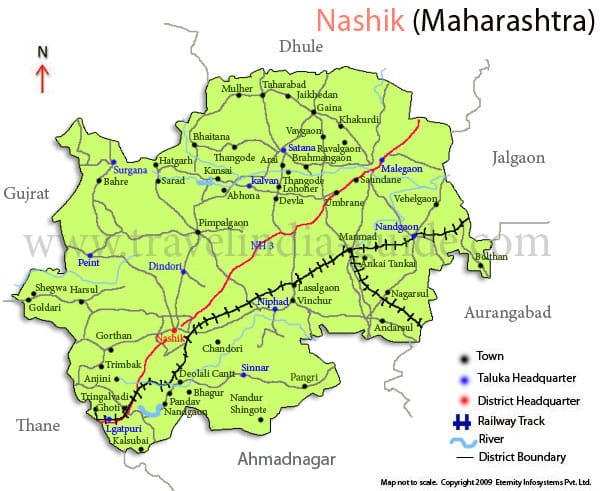 Nashik (Maharashtra)
N
Dhule
Mulher
Taharabad
Jaikhedan
Gaina
Khakurdi
Vaygaon
Bhaitana
Thangode
Satana
Ravalgaon
Jalgaon
Surgana
Hatgarh
Arai
Brahmangaon
Malegaon
Bahre
Sarad
Kansai
kalvan
Thangode
Saundane
Abhona
Lohoher
Gujrat
Devla
Umbrane
Vehelgaon
Pimpalgaon
Nandgaon
www.travelindia-guide.com
NH 3
Manmad
Peint
Dindori
Ankai Tankai
Bolthan
Shegwa
Harsul
Lasalgaon
Nagarsul
Goldari
Niphad
Vinchur
Aurangabad
Andarsul
Nashik
Gorthan
Chandori
Trimbak
Sinnar
Anjini
Deolali Cantt
Pangri
Tringalvadi
Bhagur
Ghoti
Pandav
Nandur
Nandgaon
Shingote
Thane
Lgatpuri
Kalsubai
Ahmadnagar
Town
Taluka Headquarter
District Headquarter
Railway Track
River
District Boundary
Map not to scale. Copyright 2009 Eternity Infosystems Pvt. Ltd.